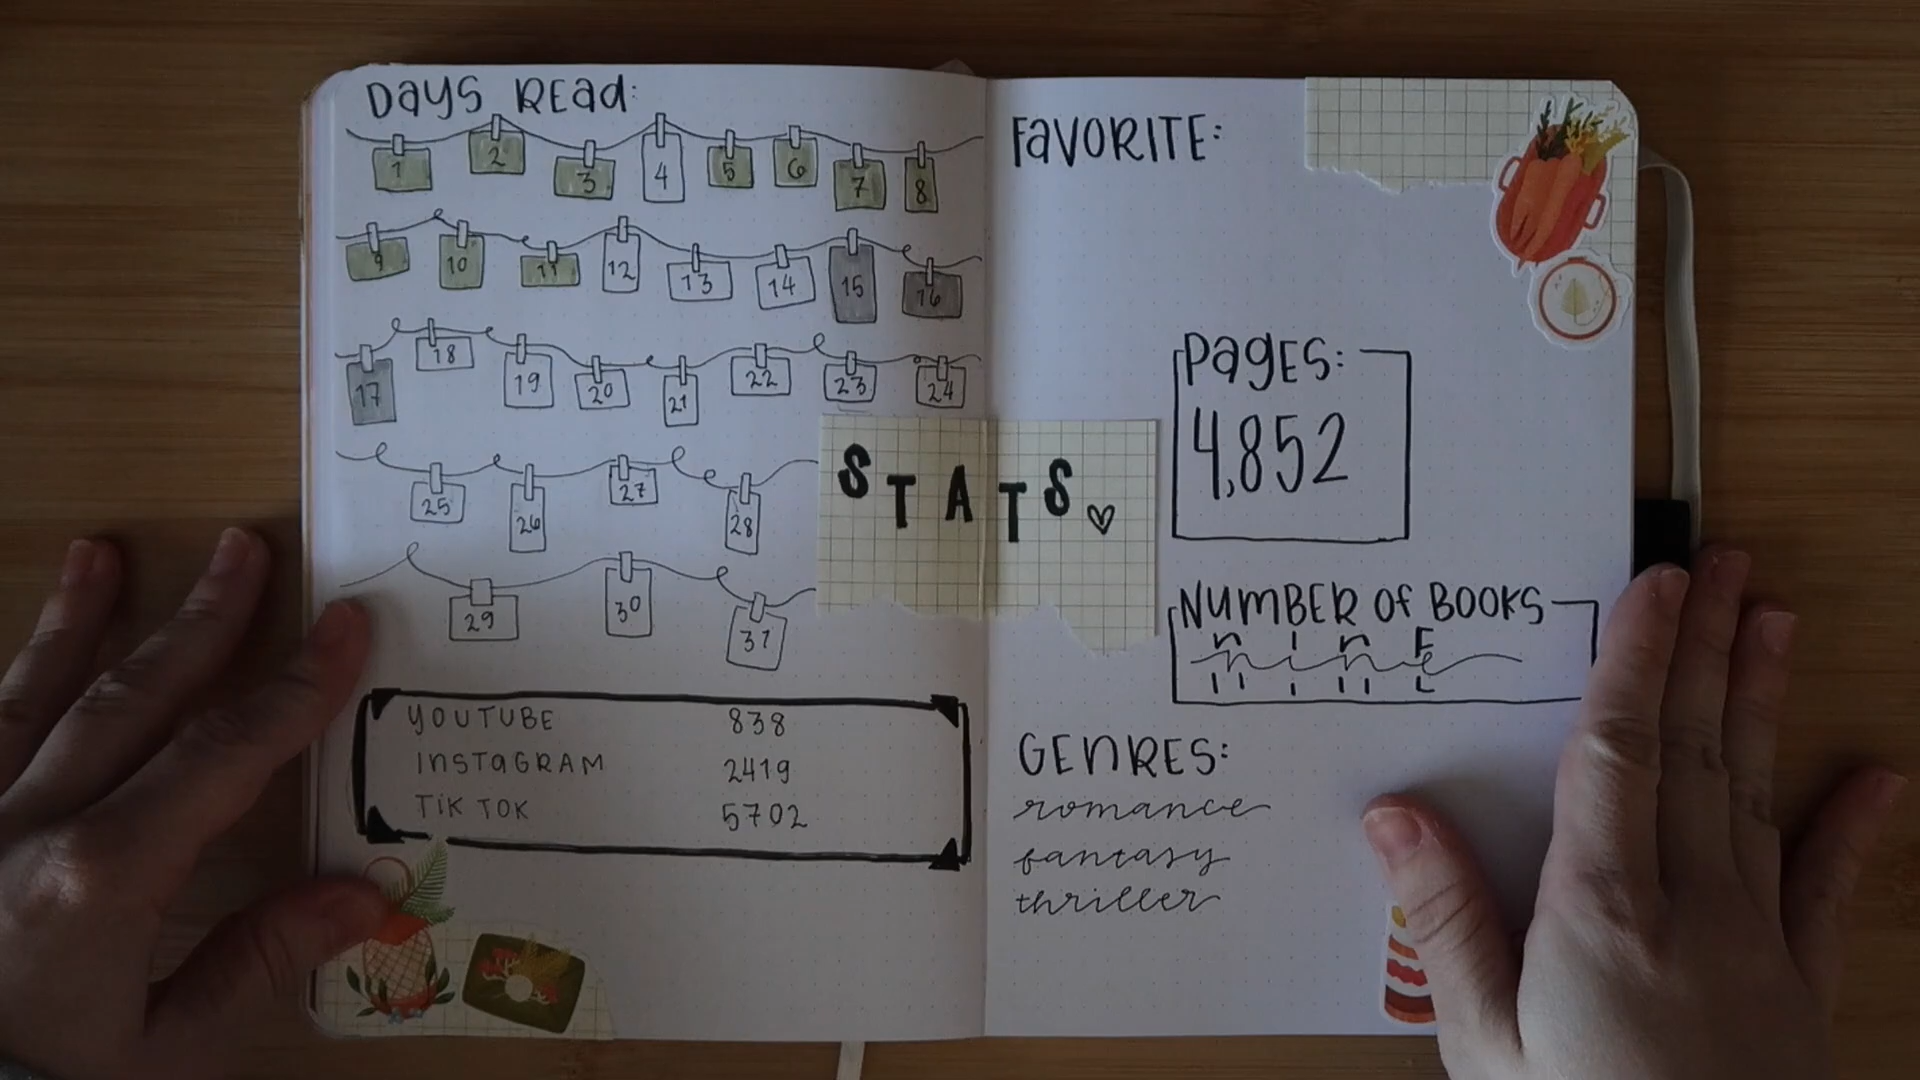 DAYS READ:
1 2 3 4 5 6 7 8
9 10 11 12 13 14 15 16
17 18 19 20 21 22 23 24
25 26 27 28
29 30 31
STATS
YOUTUBE 838
INSTAGRAM 2419
TIK TOK 5702
FAVORITE:
PAGES:
4,852
NUMBER OF BOOKS
nine
GENRES:
romance
fantasy
thriller